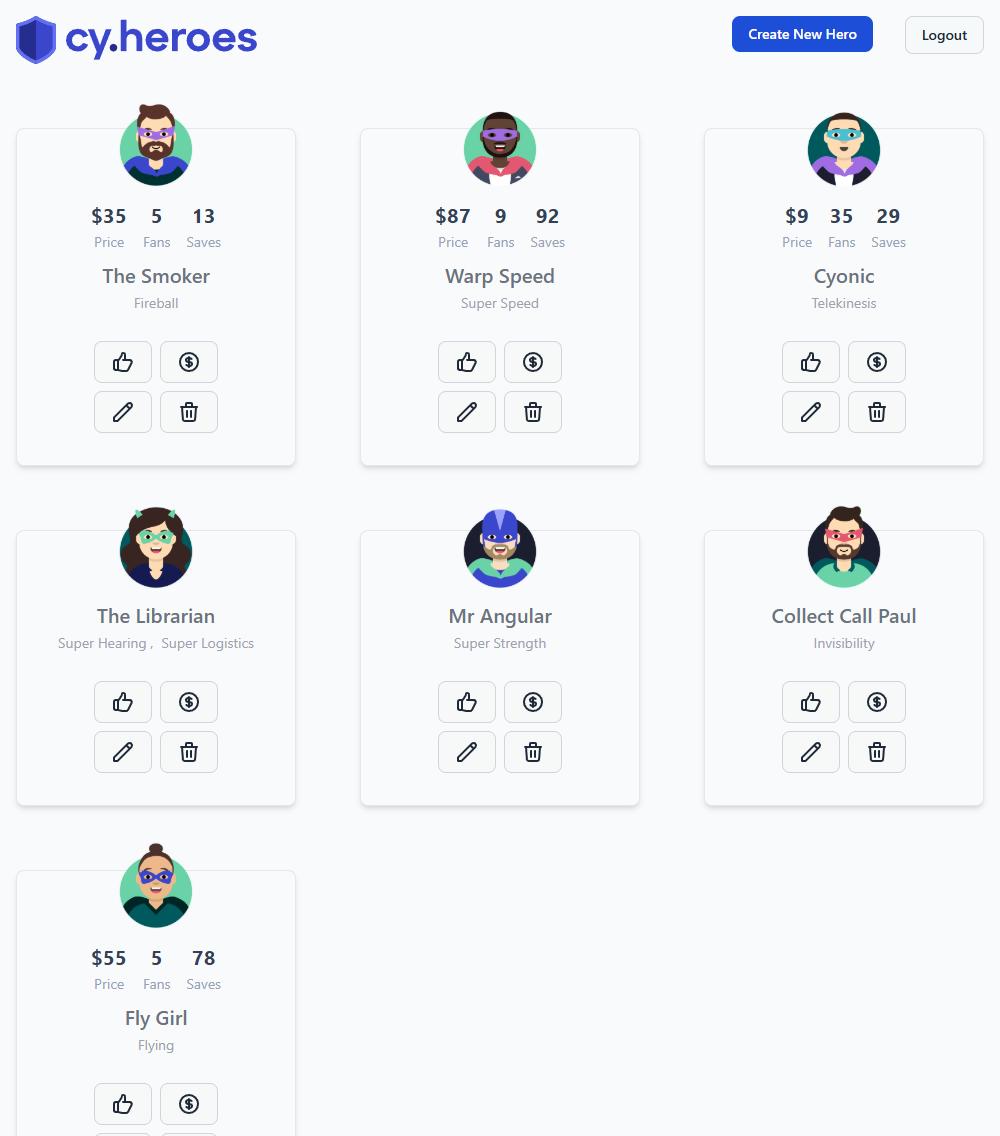 cy.heroes
Create New Hero
Logout
$35 5 13
Price Fans Saves
The Smoker
Fireball
$87 9 92
Price Fans Saves
Warp Speed
Super Speed
$9 35 29
Price Fans Saves
Cyonic
Telekinesis
The Librarian
Super Hearing , Super Logistics
Mr Angular
Super Strength
Collect Call Paul
Invisibility
$55 5 78
Price Fans Saves
Fly Girl
Flying